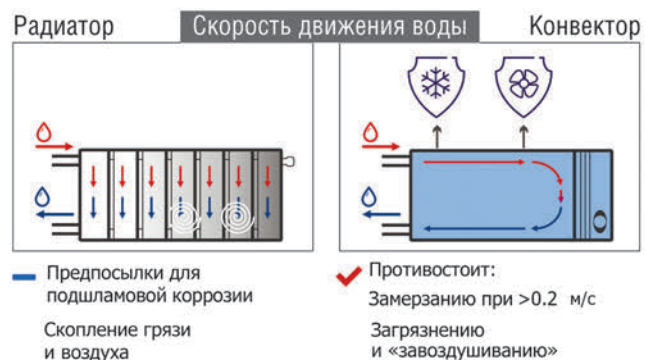 Радиатор
Скорость движения воды
Конвектор
Предпосылки для
подшламовой коррозии
Скопление грязи
и воздуха
Противостоит:
Замерзанию при >0.2 м/с
Загрязнению
и «завоздушиванию»